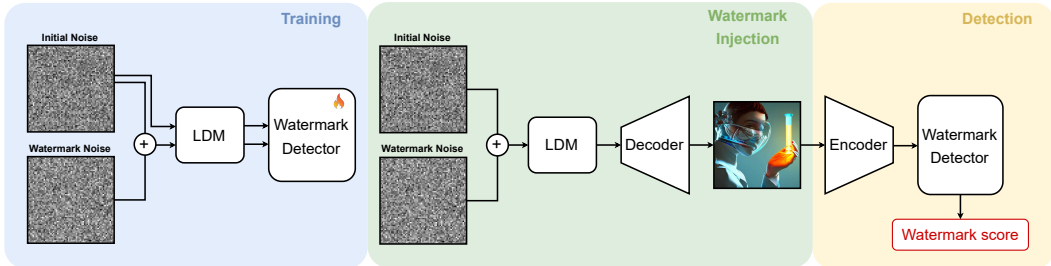 Training
Initial Noise
Watermark Noise
+
LDM
Watermark
Detector
Watermark
Injection
Initial Noise
Watermark Noise
+
LDM
Decoder
Detection
Encoder
Watermark
Detector
Watermark score